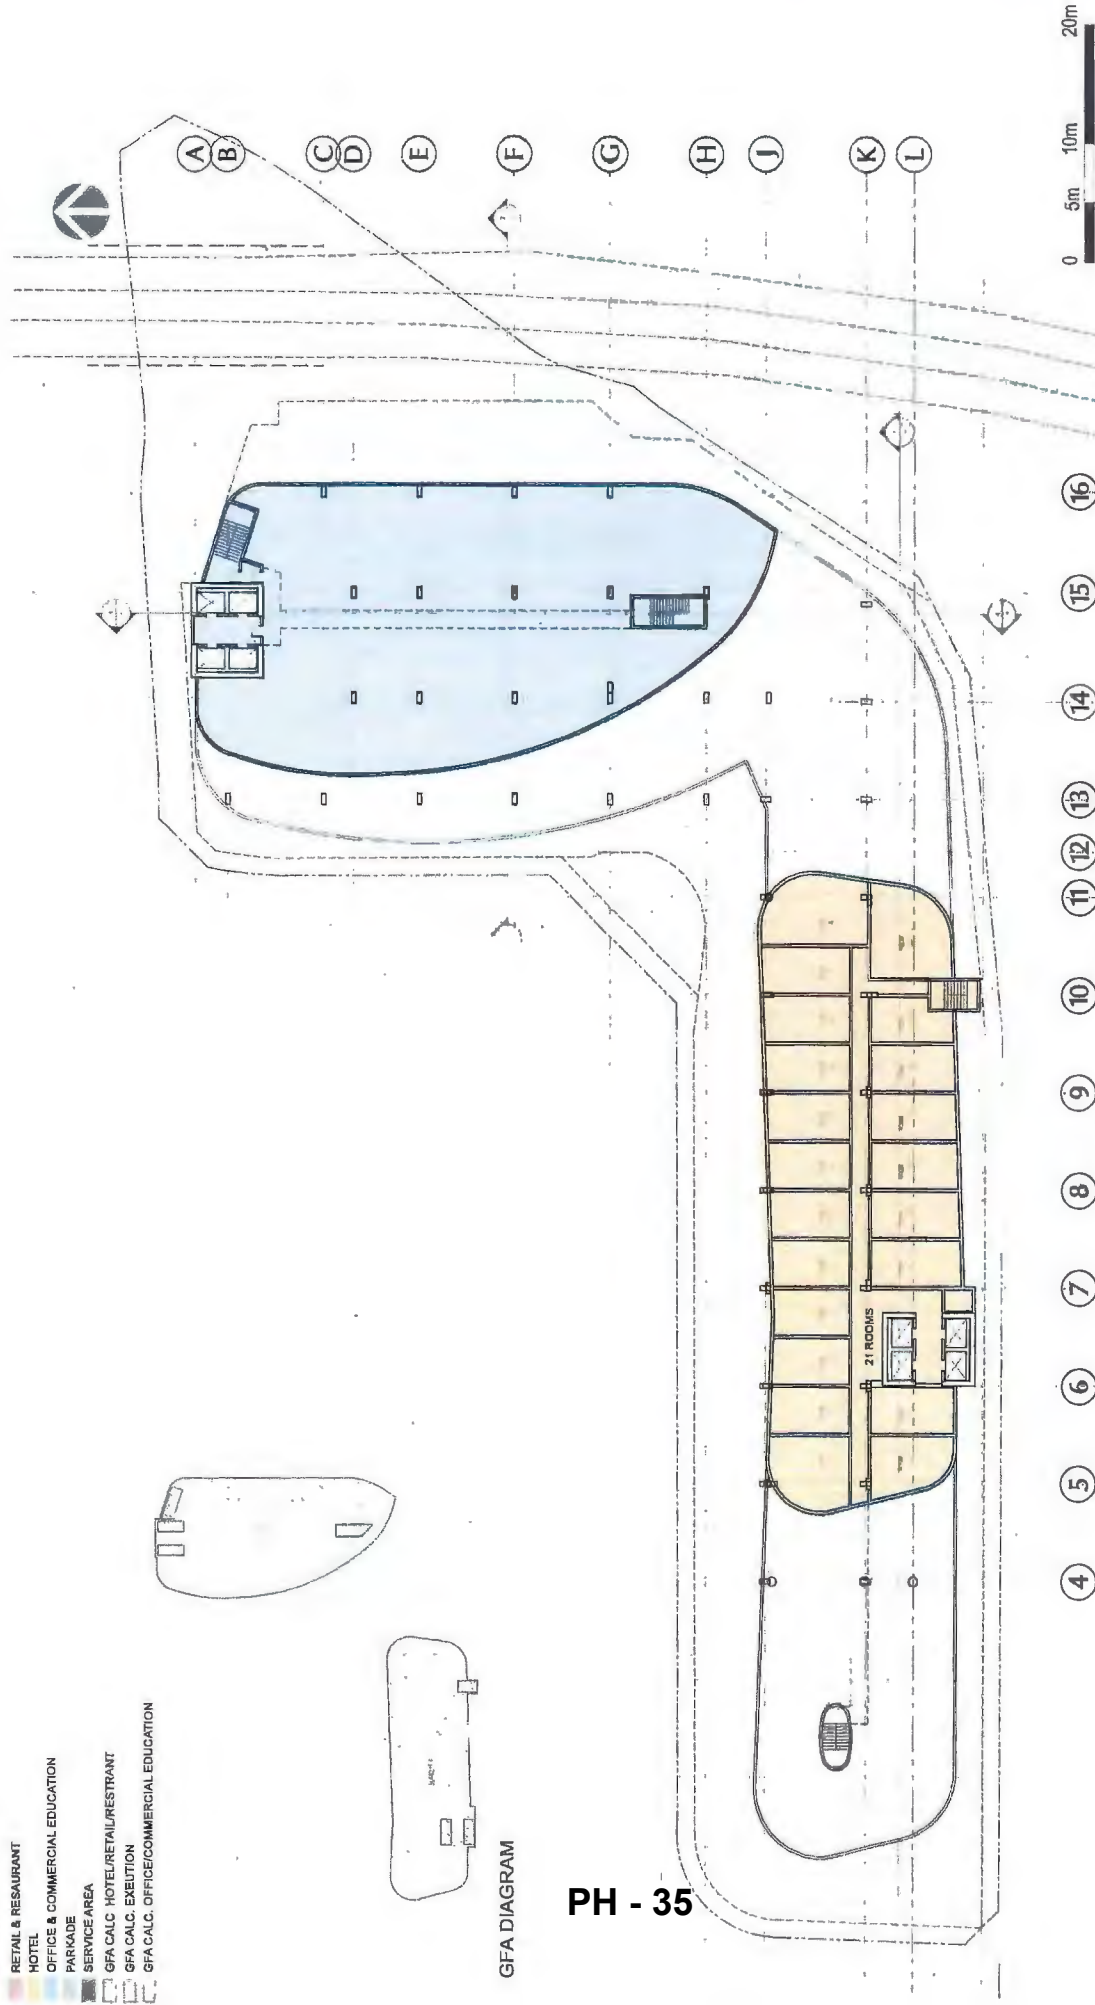 RETAIL & RESAURANT
HOTEL
OFFICE & COMMERCIAL EDUCATION
PARKADE
SERVICE AREA
GFA CALC. HOTEL/RETAIL/RESTRANT
GFA CALC. EXEUTION
GFA CALC. OFFICE/COMMERCIAL EDUCATION
GFA DIAGRAM
PH - 35
21 ROOMS
A
B
C
D
E
F
G
H
J
K
L
4
5
6
7
8
9
10
11
12
13
14
15
16
0
5m
10m
20m